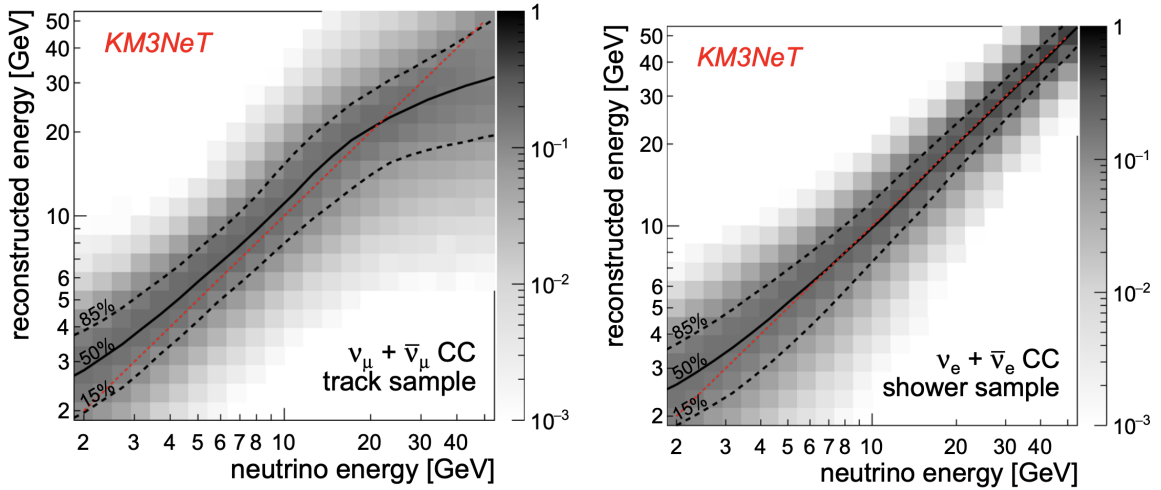 reconstructed energy [GeV]
50
40
30
20
10
6
5
4
3
2
KM3NeT
85%
50%
15%
ν_μ + ν̅_μ CC
track sample
2 3 4 5 6 7 8 10 20 30 40
neutrino energy [GeV]
1
10⁻¹
10⁻²
10⁻³
reconstructed energy [GeV]
50
40
30
20
10
6
5
4
3
2
KM3NeT
85%
50%
15%
ν_e + ν̅_e CC
shower sample
2 3 4 5 6 7 8 10 20 30 40
neutrino energy [GeV]
1
10⁻¹
10⁻²
10⁻³